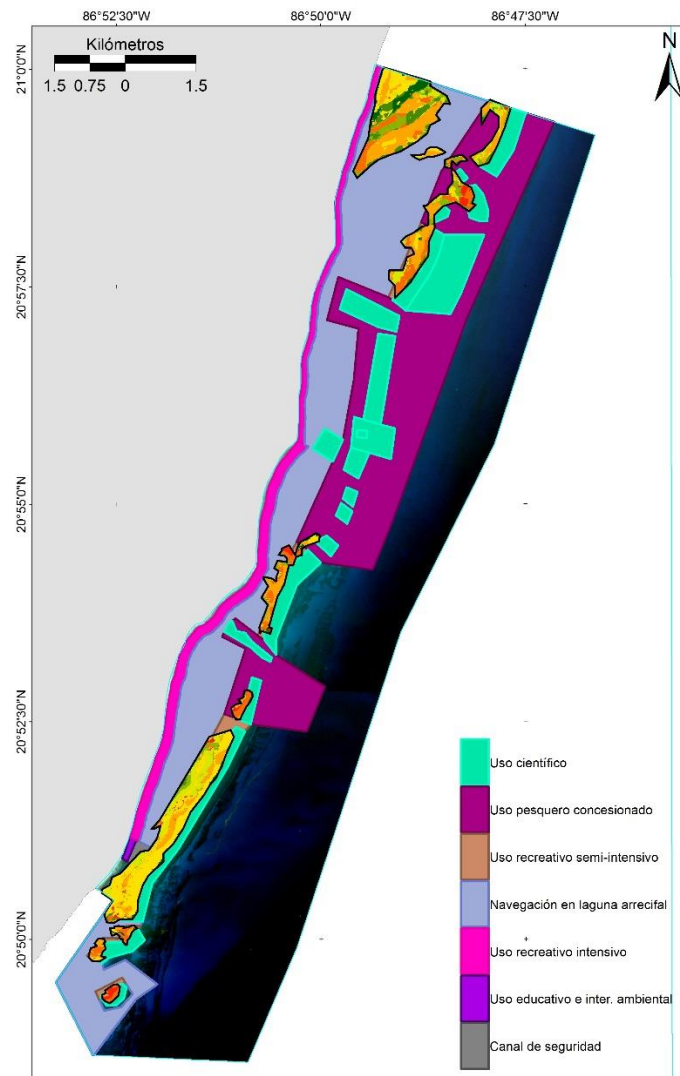 86°52'30"W 86°50'0"W 86°47'30"W
Kilómetros
1.5 0.75 0 1.5
N
21°0'0"N
20°57'30"N
20°55'0"N
20°52'30"N
20°50'0"N
Uso científico
Uso pesquero concesionado
Uso recreativo semi-intensivo
Navegación en laguna arrecifal
Uso recreativo intensivo
Uso educativo e inter. ambiental
Canal de seguridad